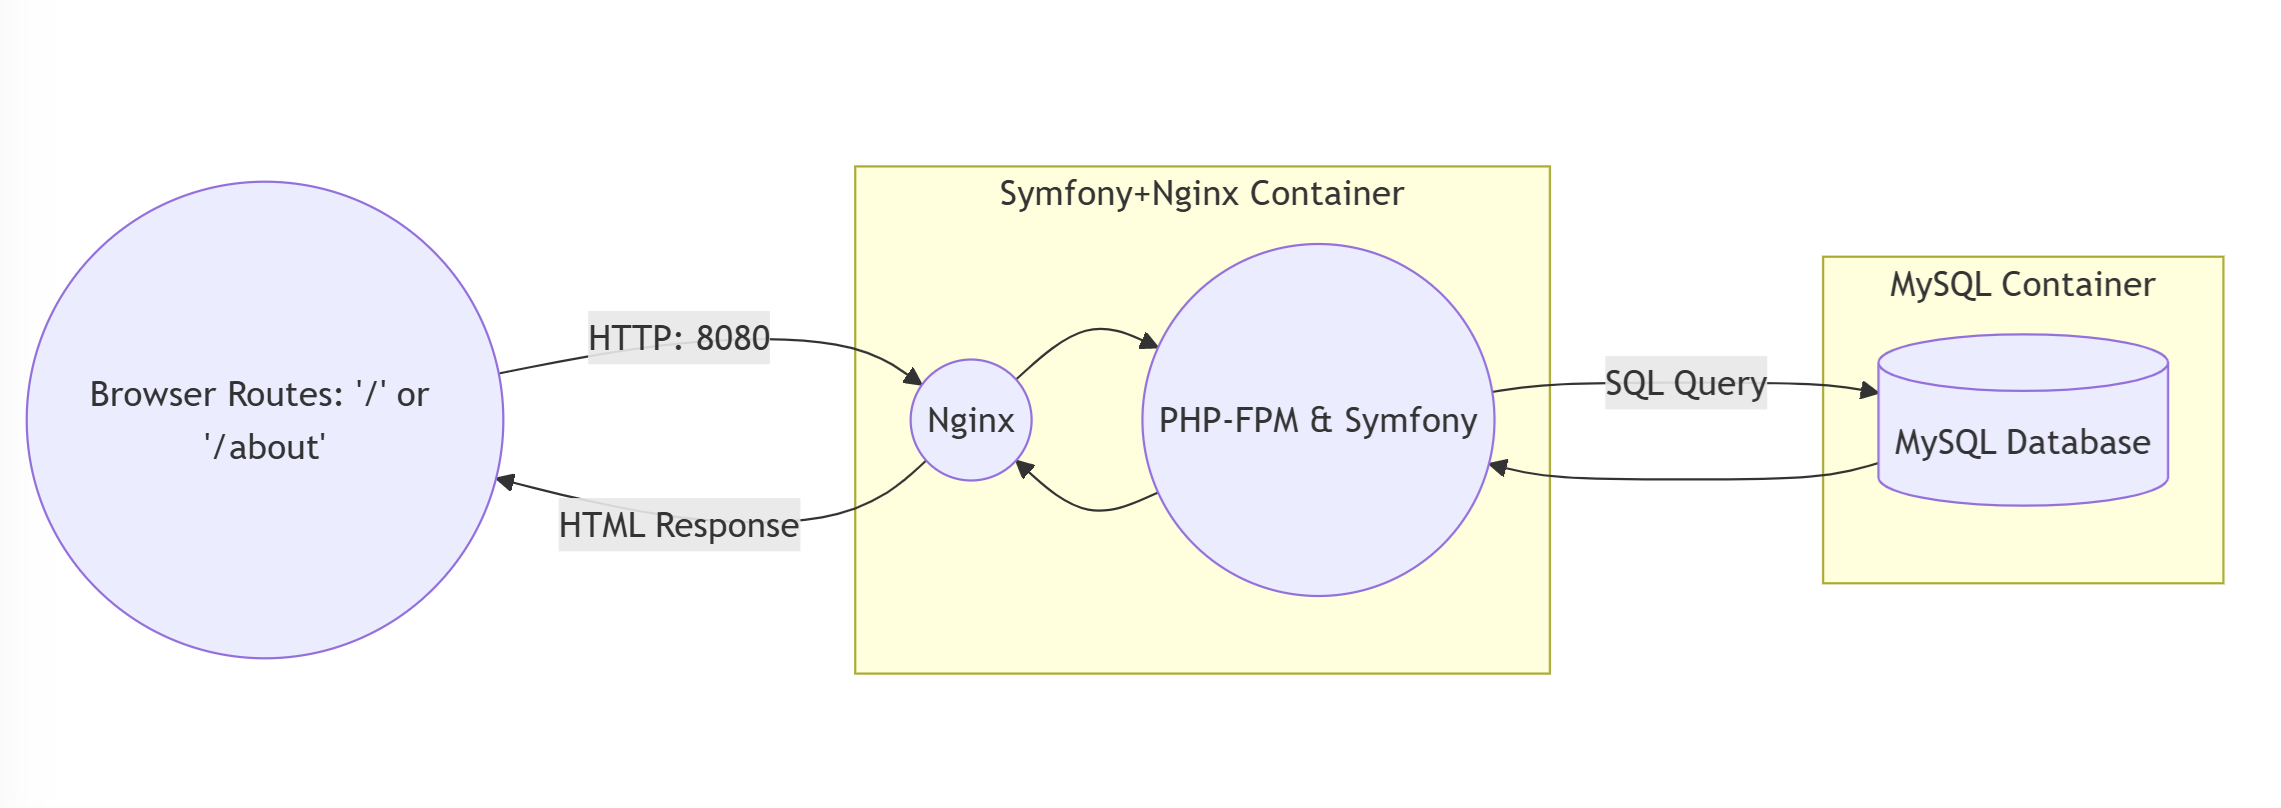 Browser Routes: '/' or
'/about'
HTTP: 8080
HTML Response
Symfony+Nginx Container
Nginx
PHP-FPM & Symfony
SQL Query
MySQL Container
MySQL Database